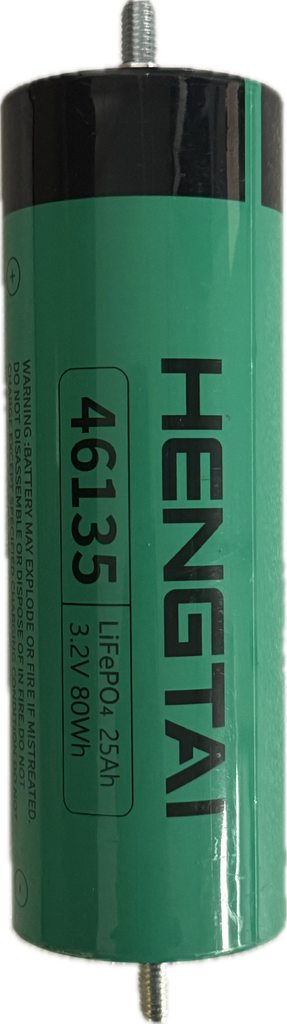 HENGTAI
46135
LiFePO4 25Ah
3.2V 80Wh
+
WARNING :BATTERY MAY EXPLODE OR FIRE IF MISTREATED.
DO NOT DISASSEMBLE OR DISPOSE OF IN FIRE DO NOT
-